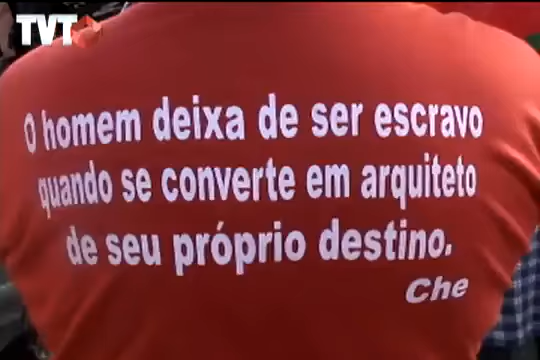 TVT
O homem deixa de ser escravo
quando se converte em arquiteto
de seu próprio destino.
Che